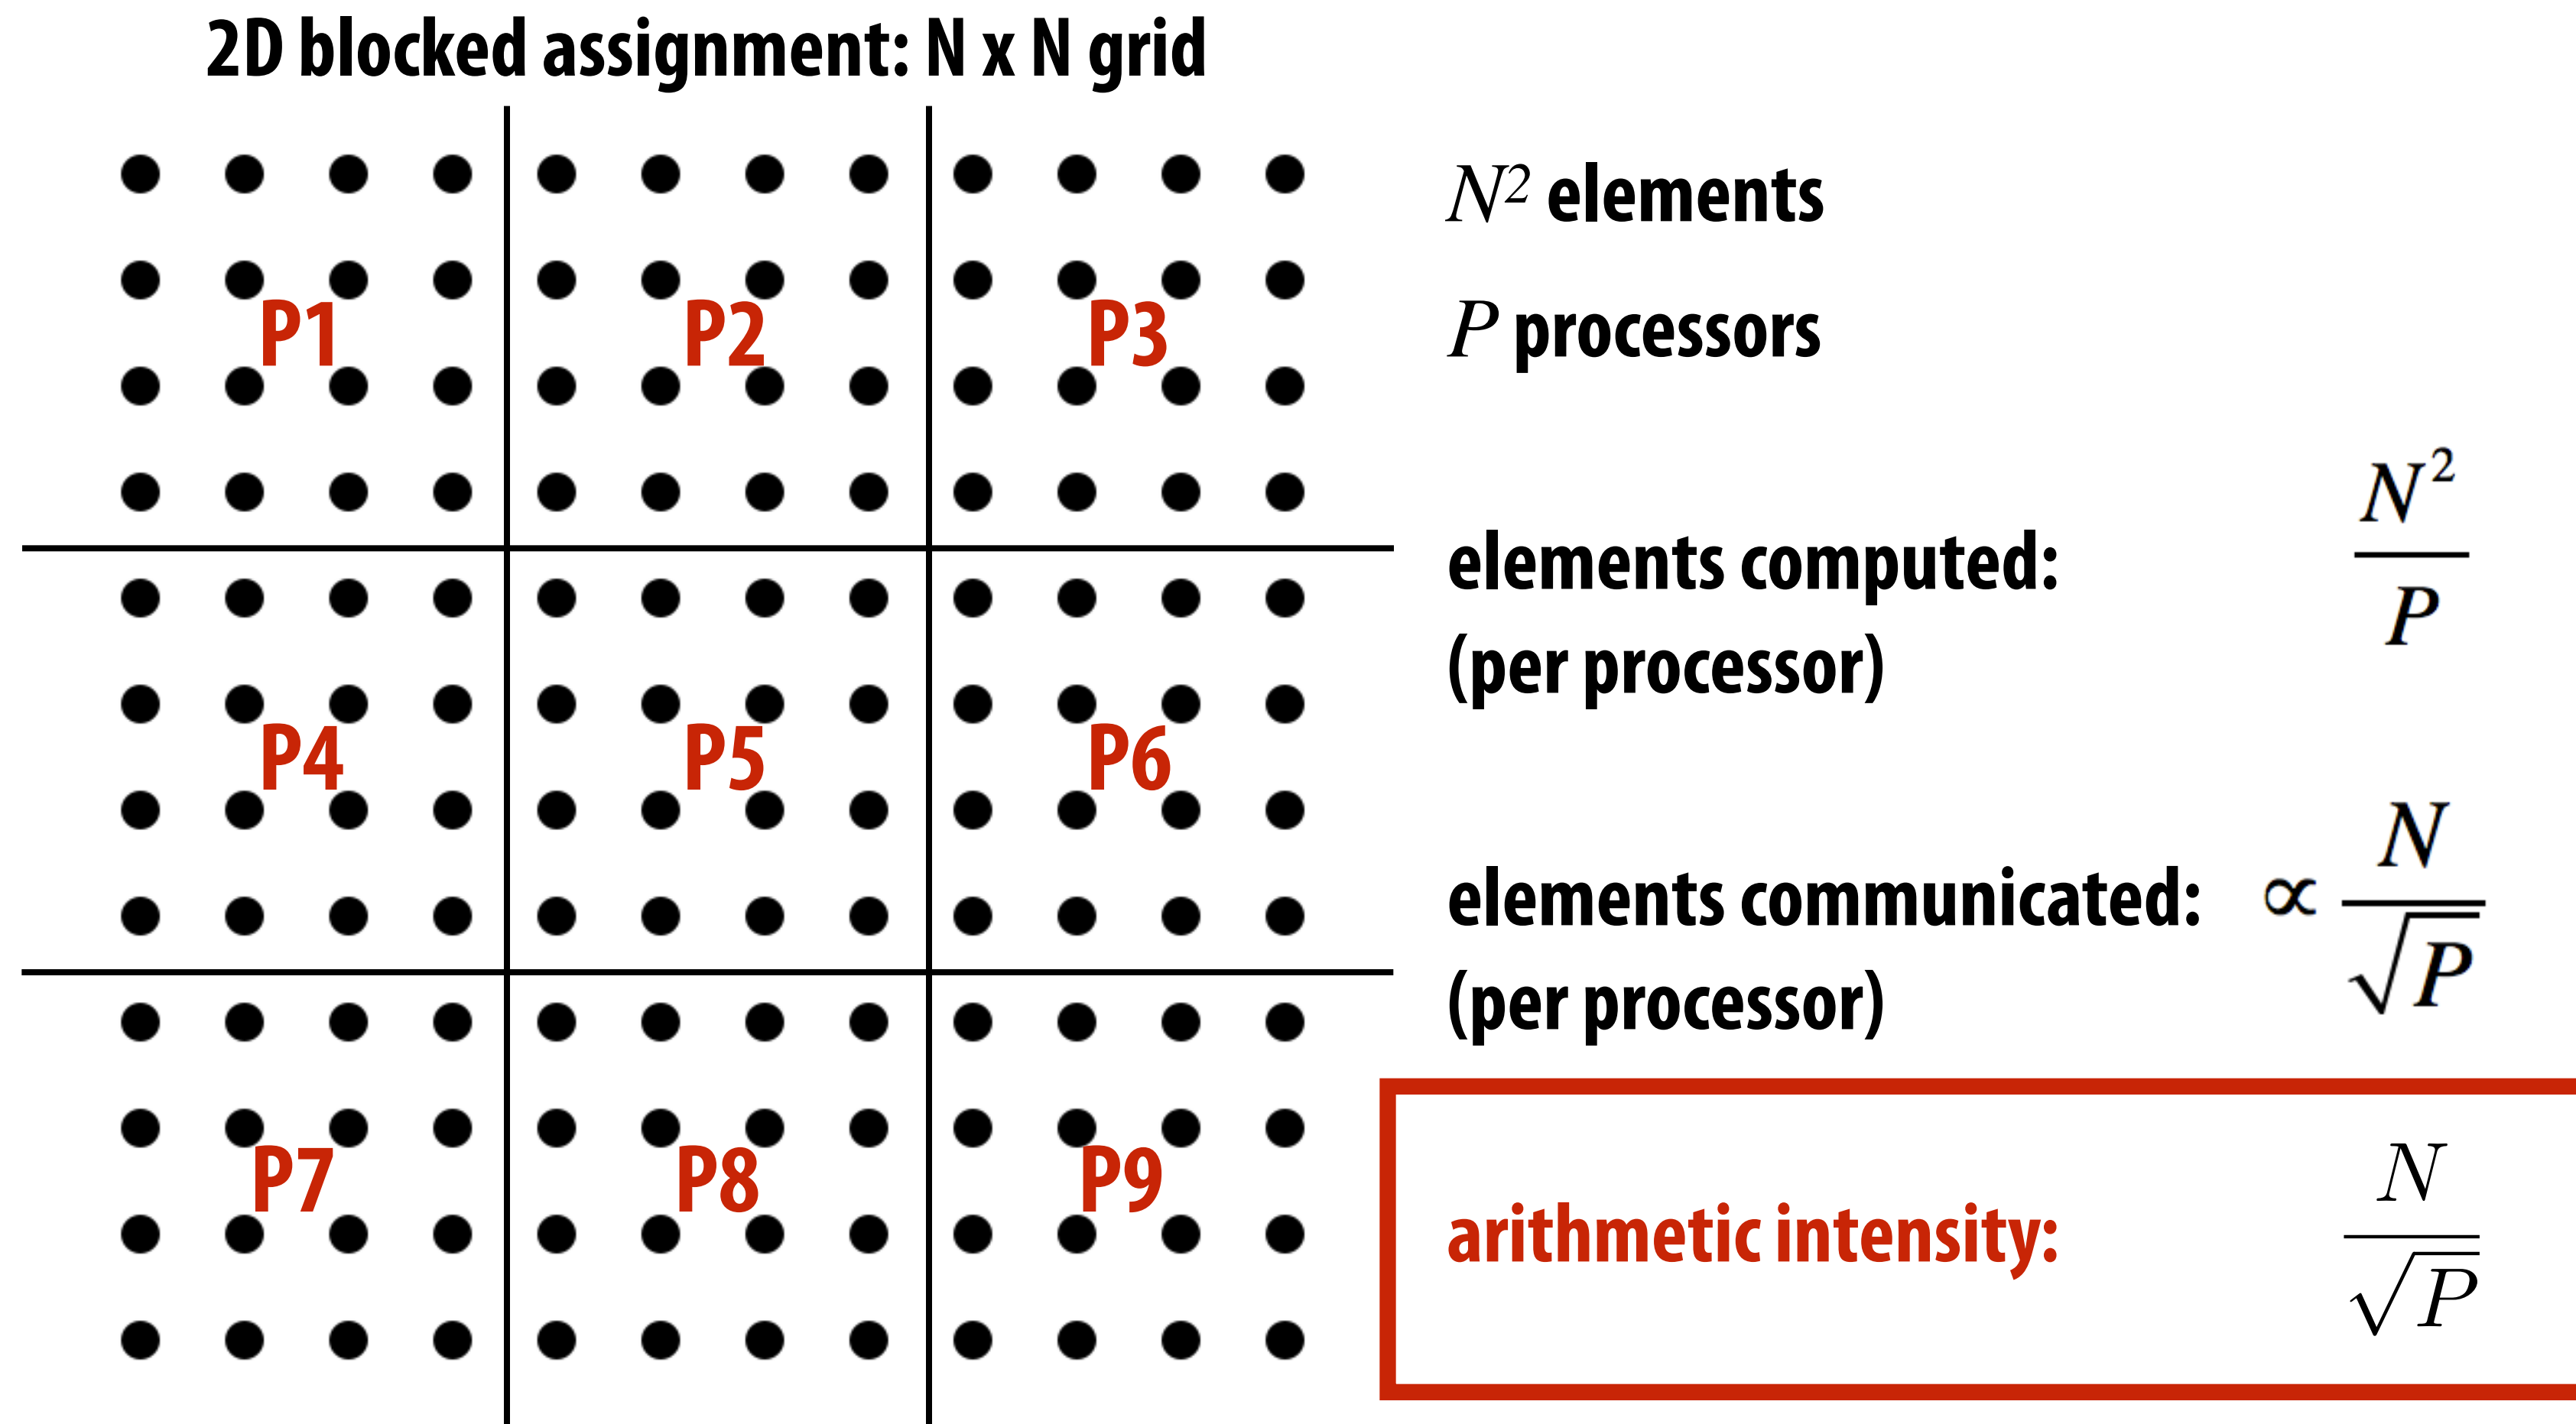 2D blocked assignment: N x N grid
P1 P2 P3
P4 P5 P6
P7 P8 P9
N² elements
P processors
elements computed:
(per processor)
N²
P
elements communicated:
(per processor)
∝ N
√P
arithmetic intensity:
N
√P